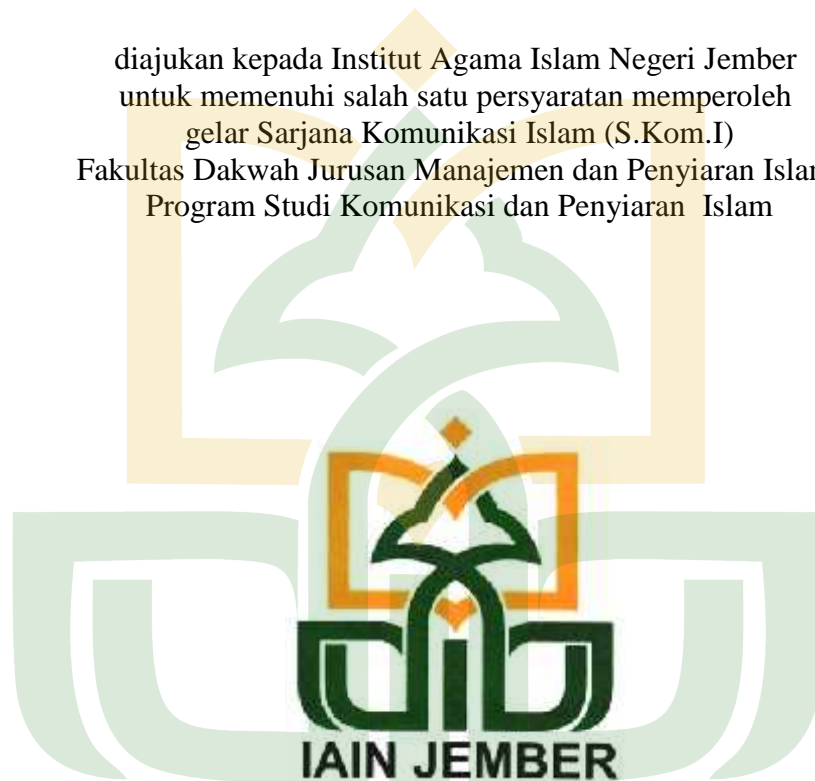 diajukan kepada Institut Agama Islam Negeri Jember
untuk memenuhi salah satu persyaratan memperoleh
gelar Sarjana Komunikasi Islam (S.Kom.I)
Fakultas Dakwah Jurusan Manajemen dan Penyiaran
Program Studi Komunikasi dan Penyiaran Islam
IAIN JEMBER